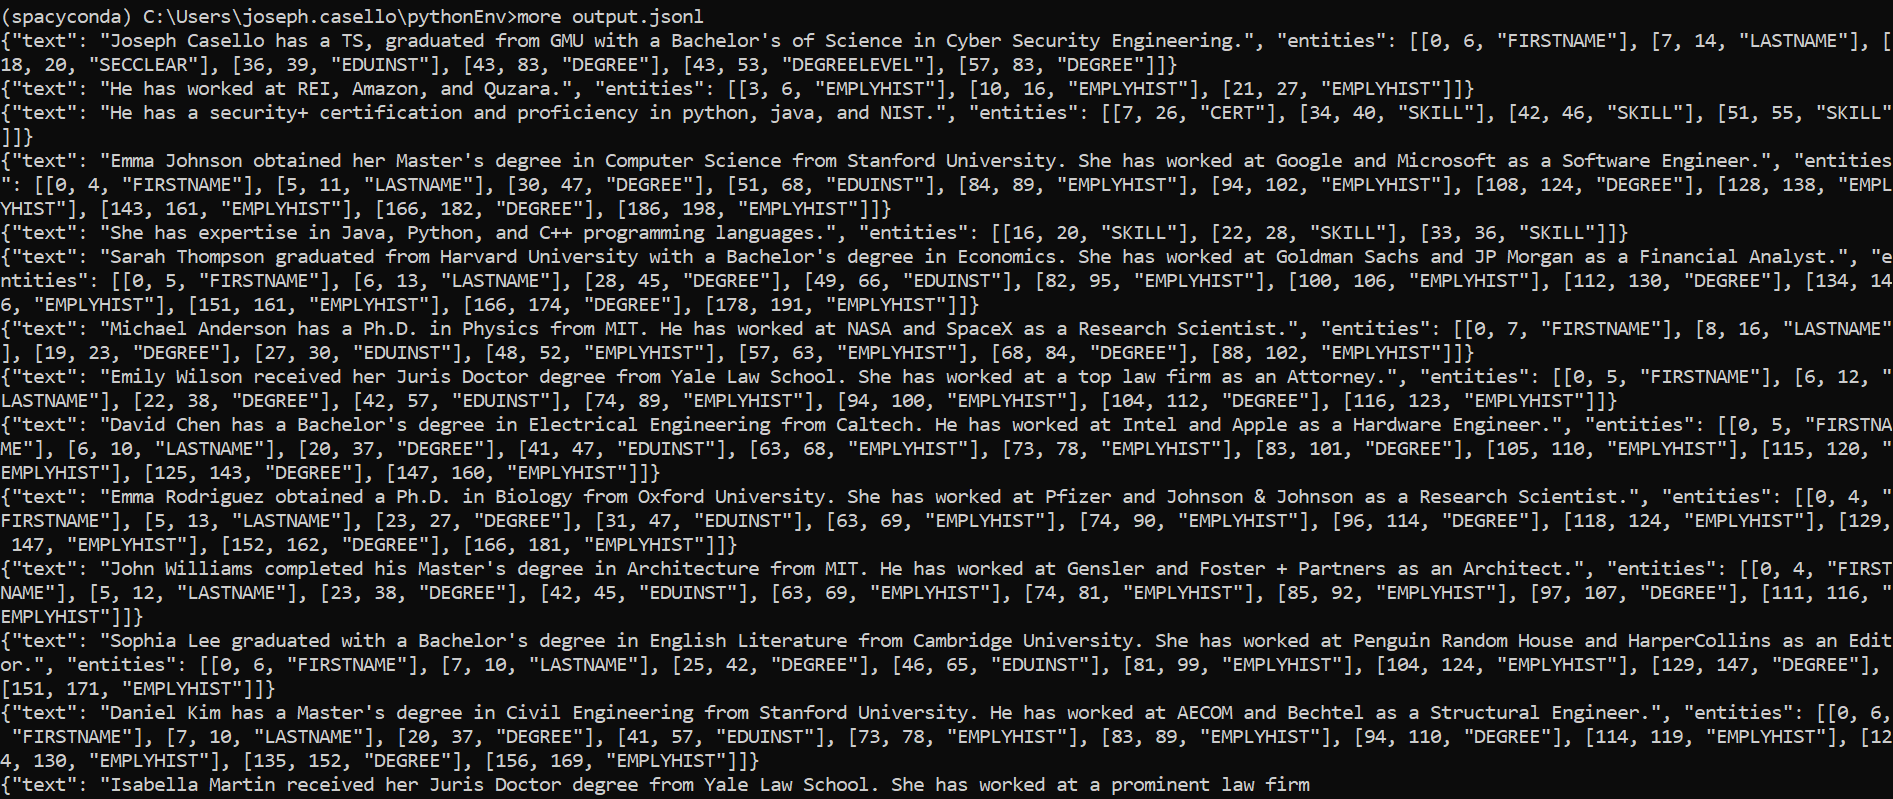 (spacyconda) C:\Users\joseph.casello\pythonEnv>more output.jsonl
{"text": "Joseph Casello has a TS, graduated from GMU with a Bachelor's of Science in Cyber Security Engineering.", "entities": [[0, 6, "FIRSTNAME"], [7, 14, "LASTNAME"], [
18, 20, "SECCLEAR"], [36, 39, "EDUINST"], [43, 83, "DEGREE"], [43, 53, "DEGREELEVEL"], [57, 83, "DEGREE"]]}
{"text": "He has worked at REI, Amazon, and Quzara.", "entities": [[3, 6, "EMPLYHIST"], [10, 16, "EMPLYHIST"], [21, 27, "EMPLYHIST"]]}
{"text": "He has a security+ certification and proficiency in python, java, and NIST.", "entities": [[7, 26, "CERT"], [34, 40, "SKILL"], [42, 46, "SKILL"], [51, 55, "SKILL"
]]}
{"text": "Emma Johnson obtained her Master's degree in Computer Science from Stanford University. She has worked at Google and Microsoft as a Software Engineer.", "entities
": [[0, 4, "FIRSTNAME"], [5, 11, "LASTNAME"], [30, 47, "DEGREE"], [51, 68, "EDUINST"], [84, 89, "EMPLYHIST"], [94, 102, "EMPLYHIST"], [108, 124, "DEGREE"], [128, 138, "EMPL
YHIST"], [143, 161, "EMPLYHIST"], [166, 182, "DEGREE"], [186, 198, "EMPLYHIST"]]}
{"text": "She has expertise in Java, Python, and C++ programming languages.", "entities": [[16, 20, "SKILL"], [22, 28, "SKILL"], [33, 36, "SKILL"]]}
{"text": "Sarah Thompson graduated from Harvard University with a Bachelor's degree in Economics. She has worked at Goldman Sachs and JP Morgan as a Financial Analyst.", "e
ntities": [[0, 5, "FIRSTNAME"], [6, 13, "LASTNAME"], [28, 45, "DEGREE"], [49, 66, "EDUINST"], [82, 95, "EMPLYHIST"], [100, 106, "EMPLYHIST"], [112, 130, "DEGREE"], [134, 14
6, "EMPLYHIST"], [151, 161, "EMPLYHIST"], [166, 174, "DEGREE"], [178, 191, "EMPLYHIST"]]}
{"text": "Michael Anderson has a Ph.D. in Physics from MIT. He has worked at NASA and SpaceX as a Research Scientist.", "entities": [[0, 7, "FIRSTNAME"], [8, 16, "LASTNAME"
], [19, 23, "DEGREE"], [27, 30, "EDUINST"], [48, 52, "EMPLYHIST"], [57, 63, "EMPLYHIST"], [68, 84, "DEGREE"], [88, 102, "EMPLYHIST"]]}
{"text": "Emily Wilson received her Juris Doctor degree from Yale Law School. She has worked at a top law firm as an Attorney.", "entities": [[0, 5, "FIRSTNAME"], [6, 12, "
LASTNAME"], [22, 38, "DEGREE"], [42, 57, "EDUINST"], [74, 89, "EMPLYHIST"], [94, 100, "EMPLYHIST"], [104, 112, "DEGREE"], [116, 123, "EMPLYHIST"]]}
{"text": "David Chen has a Bachelor's degree in Electrical Engineering from Caltech. He has worked at Intel and Apple as a Hardware Engineer.", "entities": [[0, 5, "FIRSTNA
ME"], [6, 10, "LASTNAME"], [20, 37, "DEGREE"], [41, 47, "EDUINST"], [63, 68, "EMPLYHIST"], [73, 78, "EMPLYHIST"], [83, 101, "DEGREE"], [105, 110, "EMPLYHIST"], [115, 120, "
EMPLYHIST"], [125, 143, "DEGREE"], [147, 160, "EMPLYHIST"]]}
{"text": "Emma Rodriguez obtained a Ph.D. in Biology from Oxford University. She has worked at Pfizer and Johnson & Johnson as a Research Scientist.", "entities": [[0, 4, "
FIRSTNAME"], [5, 13, "LASTNAME"], [23, 27, "DEGREE"], [31, 47, "EDUINST"], [63, 69, "EMPLYHIST"], [74, 90, "EMPLYHIST"], [96, 114, "DEGREE"], [118, 124, "EMPLYHIST"], [129,
 147, "EMPLYHIST"], [152, 162, "DEGREE"], [166, 181, "EMPLYHIST"]]}
{"text": "John Williams completed his Master's degree in Architecture from MIT. He has worked at Gensler and Foster + Partners as an Architect.", "entities": [[0, 4, "FIRST
NAME"], [5, 12, "LASTNAME"], [23, 38, "DEGREE"], [42, 45, "EDUINST"], [63, 69, "EMPLYHIST"], [74, 81, "EMPLYHIST"], [85, 92, "EMPLYHIST"], [97, 107, "DEGREE"], [111, 116, "
EMPLYHIST"]]}
{"text": "Sophia Lee graduated with a Bachelor's degree in English Literature from Cambridge University. She has worked at Penguin Random House and HarperCollins as an Edit
or.", "entities": [[0, 6, "FIRSTNAME"], [7, 10, "LASTNAME"], [25, 42, "DEGREE"], [46, 65, "EDUINST"], [81, 99, "EMPLYHIST"], [104, 124, "EMPLYHIST"], [129, 147, "DEGREE"],
[151, 171, "EMPLYHIST"]]}
{"text": "Daniel Kim has a Master's degree in Civil Engineering from Stanford University. He has worked at AECOM and Bechtel as a Structural Engineer.", "entities": [[0, 6,
 "FIRSTNAME"], [7, 10, "LASTNAME"], [20, 37, "DEGREE"], [41, 57, "EDUINST"], [73, 78, "EMPLYHIST"], [83, 89, "EMPLYHIST"], [94, 110, "DEGREE"], [114, 119, "EMPLYHIST"], [12
4, 130, "EMPLYHIST"], [135, 152, "DEGREE"], [156, 169, "EMPLYHIST"]]}
{"text": "Isabella Martin received her Juris Doctor degree from Yale Law School. She has worked at a prominent law firm